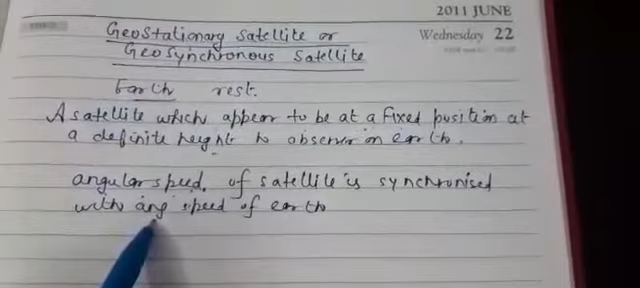 2011 JUNE
Wednesday 22
GeoStationary Satellite or
Geosynchronous Satellite
Earth rest.
A satellite which appear to be at a fixed position at
a definite height to observer on earth.
angular speed. of satellite is synchronised
with ang speed of earth